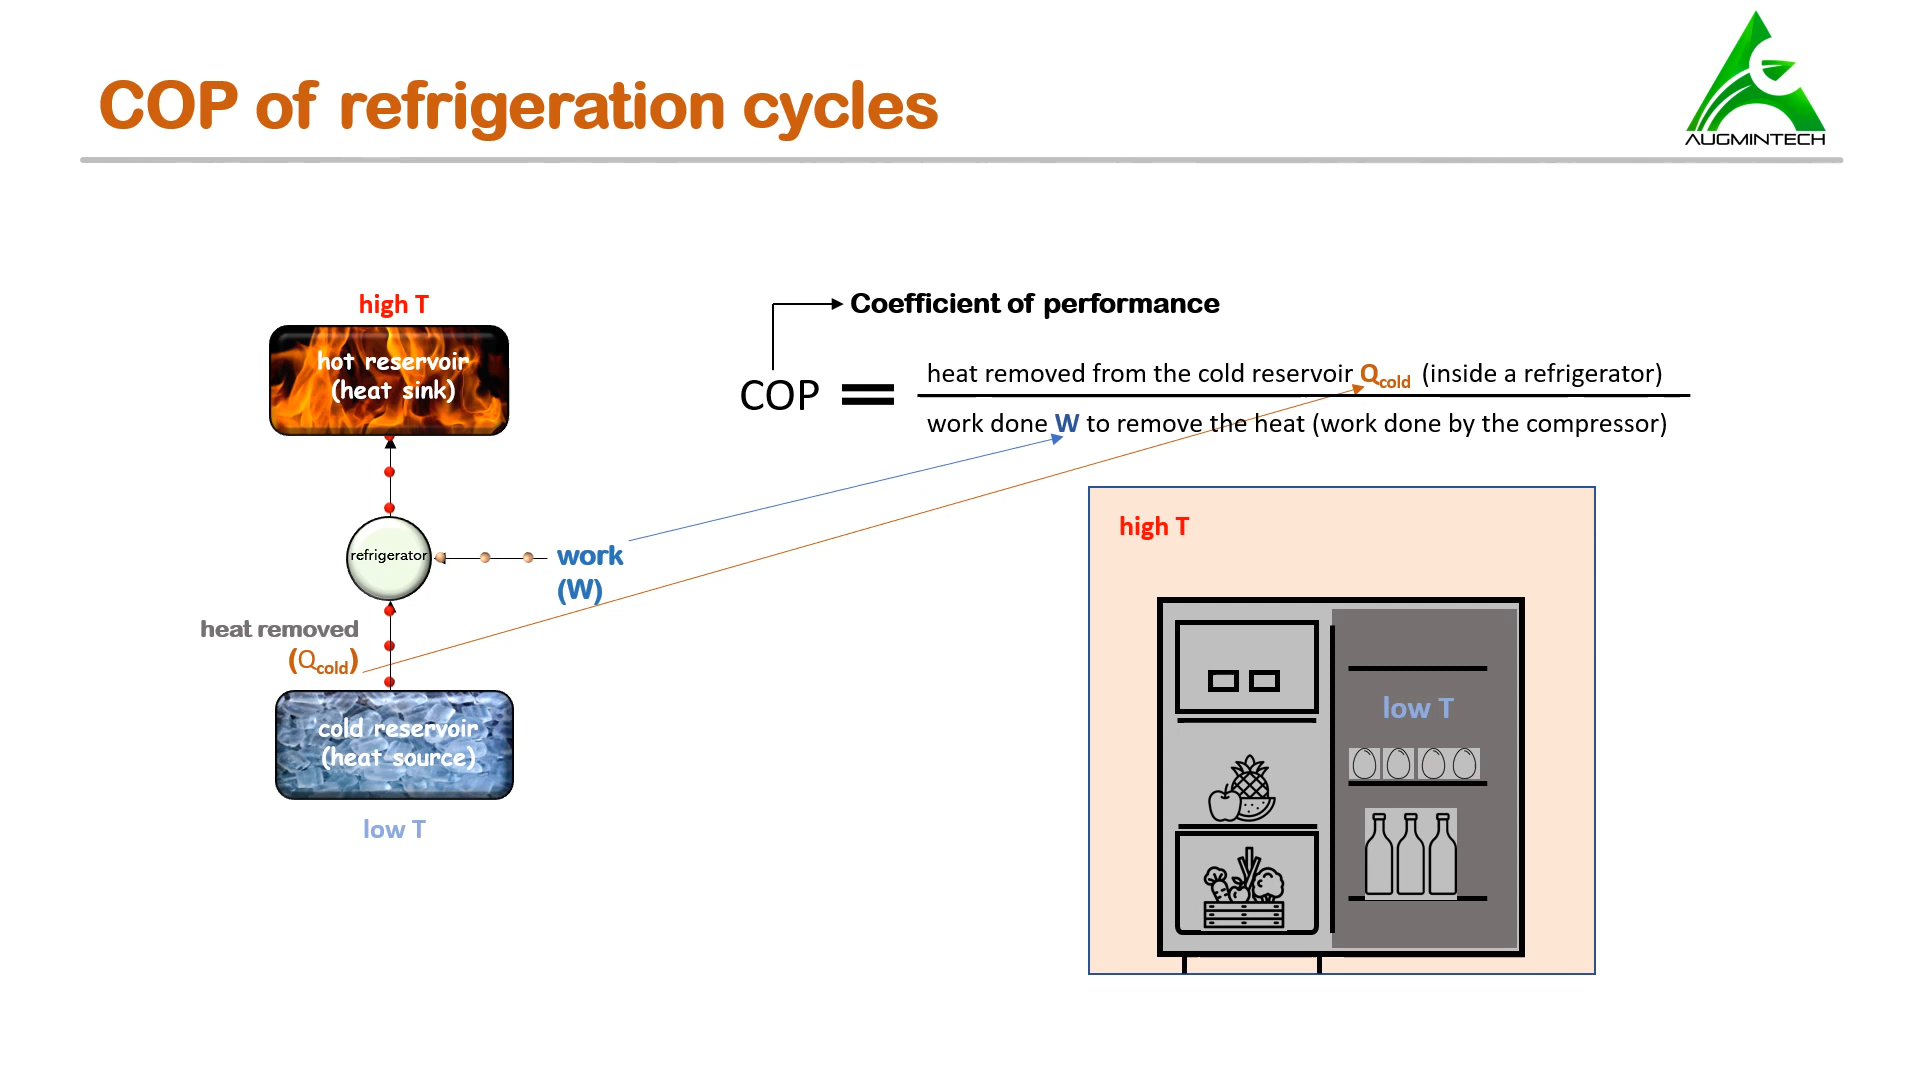 COP of refrigeration cycles
AUGMINTECH
high T
hot reservoir
(heat sink)
refrigerator
work
(W)
heat removed
(Qcold)
cold reservoir
(heat source)
low T
Coefficient of performance
COP =
heat removed from the cold reservoir Qcold (inside a refrigerator)
work done W to remove the heat (work done by the compressor)
high T
low T